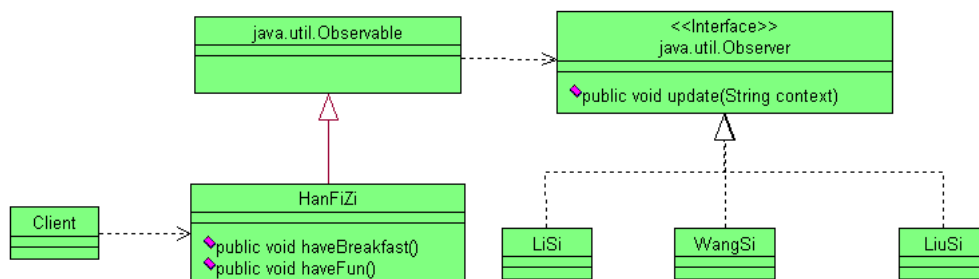 java.util.Observable
<<Interface>>
java.util.Observer
public void update(String context)
HanFiZi
public void haveBreakfast()
public void haveFun()
Client
LiSi
WangSi
LiuSi